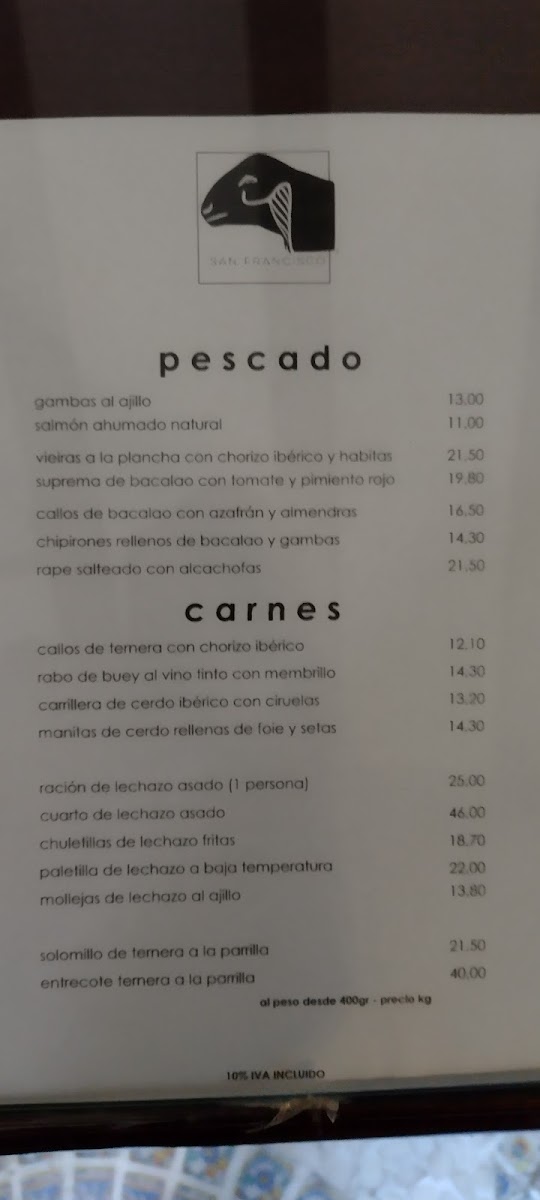 SAN FRANCISCO
pescado
gambas al ajillo 13.00
salmón ahumado natural 11.00
vieiras a la plancha con chorizo ibérico y habitas 21.50
suprema de bacalao con tomate y pimiento rojo 19.80
callos de bacalao con azafrán y almendras 16.50
chipirones rellenos de bacalao y gambas 14.30
rape salteado con alcachofas 21.50
carnes
callos de ternera con chorizo ibérico 12.10
rabo de buey al vino tinto con membrillo 14.30
carrillera de cerdo ibérico con ciruelas 13.20
manitas de cerdo rellenas de foie y setas 14.30
ración de lechazo asado (1 persona) 25.00
cuarto de lechazo asado 46.00
chuletillas de lechazo fritas 18.70
paletilla de lechazo a baja temperatura 22.00
mollejas de lechazo al ajillo 13.80
solomillo de ternera a la parrilla 21.50
entrecote ternera a la parrilla 40.00
al peso desde 400gr - precio kg
10% IVA INCLUIDO